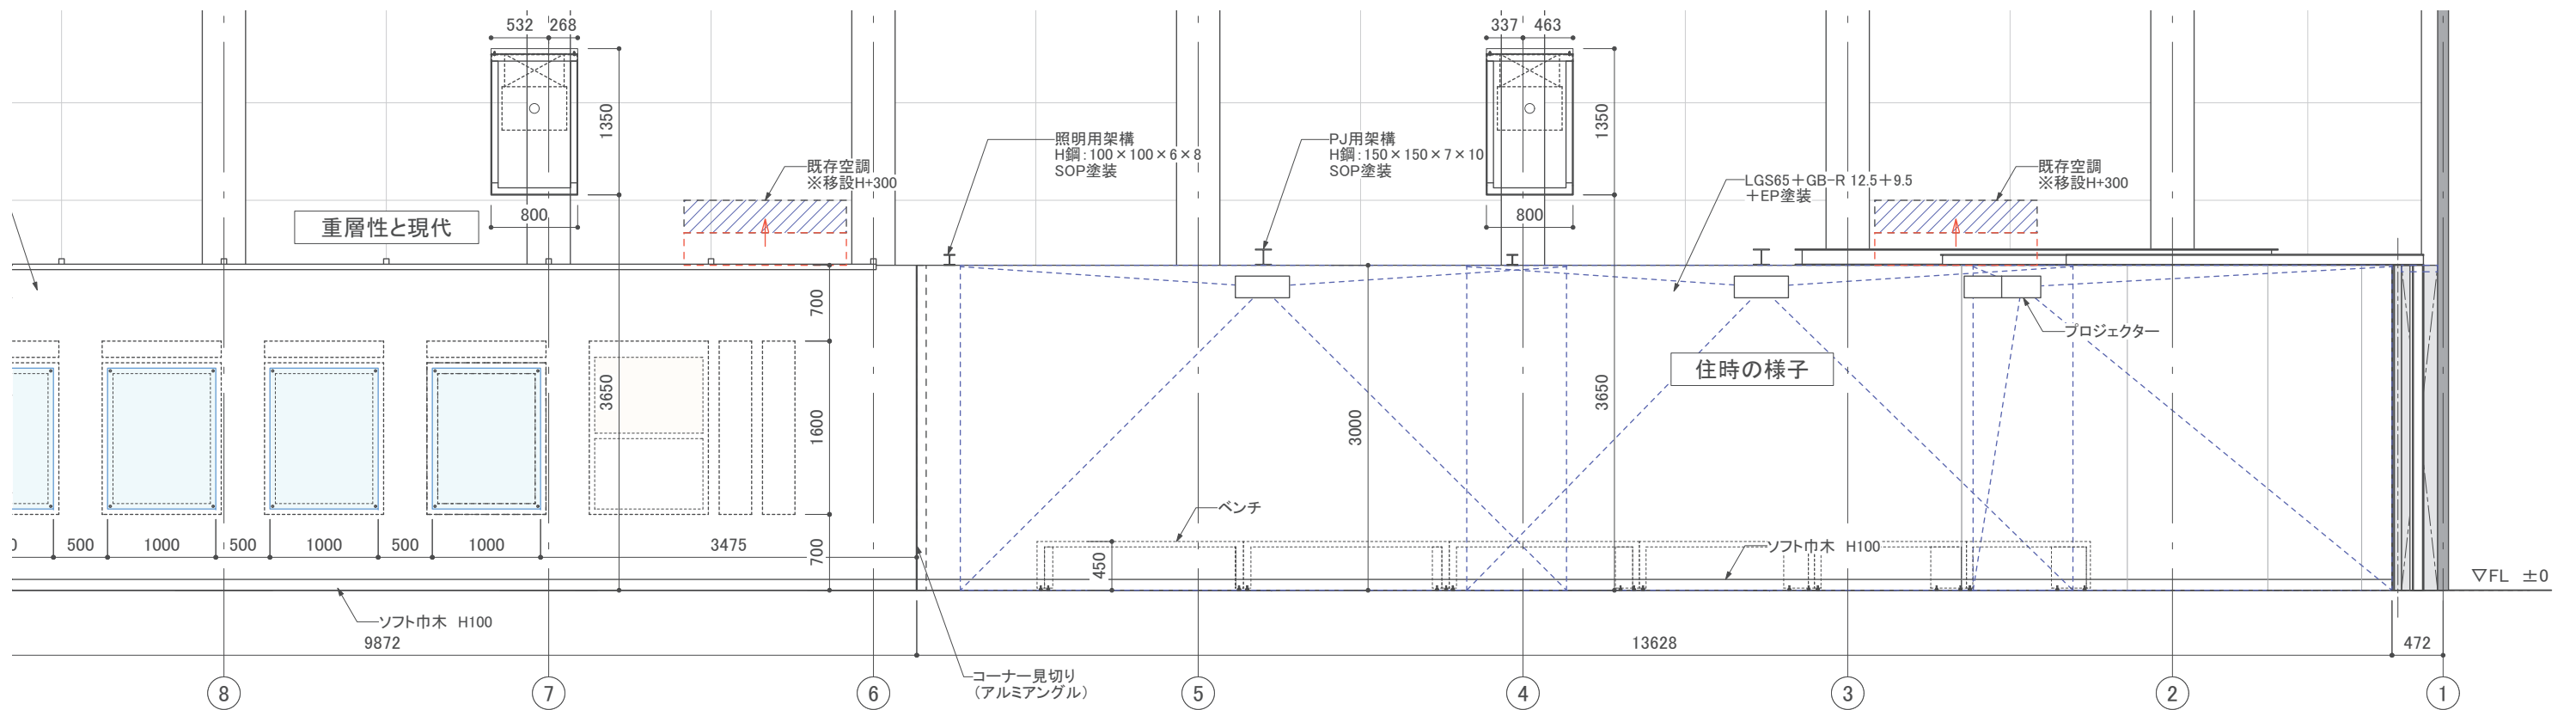 532 268
337 463
1350
1350
照明用架構
H鋼:100×100×6×8
SOP塗装
PJ用架構
H鋼:150×150×7×10
SOP塗装
既存空調
※移設H+300
既存空調
※移設H+300
LGS65+GB-R 12.5+9.5
+EP塗装
800
800
重層性と現代
700
プロジェクター
住時の様子
3650
3650
1600
3000
ベンチ
500 1000 500 1000 500 1000 3475
700
450
ソフト巾木 H100
▽FL ±0
ソフト巾木 H100
9872
13628
472
コーナー見切り
(アルミアングル)
8 7 6 5 4 3 2 1